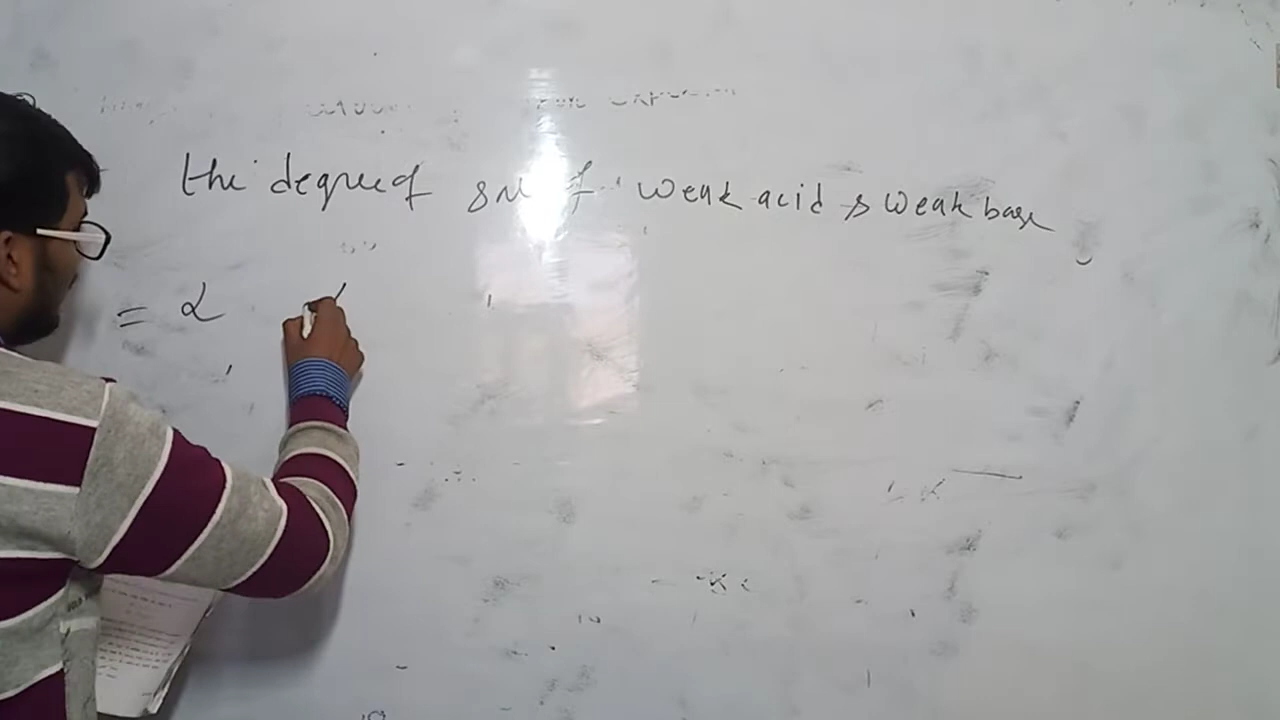 the degree of of weak acid & weak base
= α